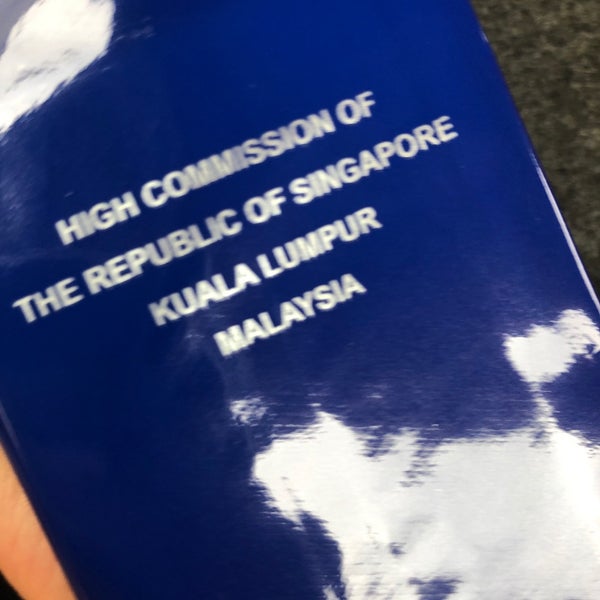 HIGH COMMISSION OF
THE REPUBLIC OF SINGAPORE
KUALA LUMPUR
MALAYSIA